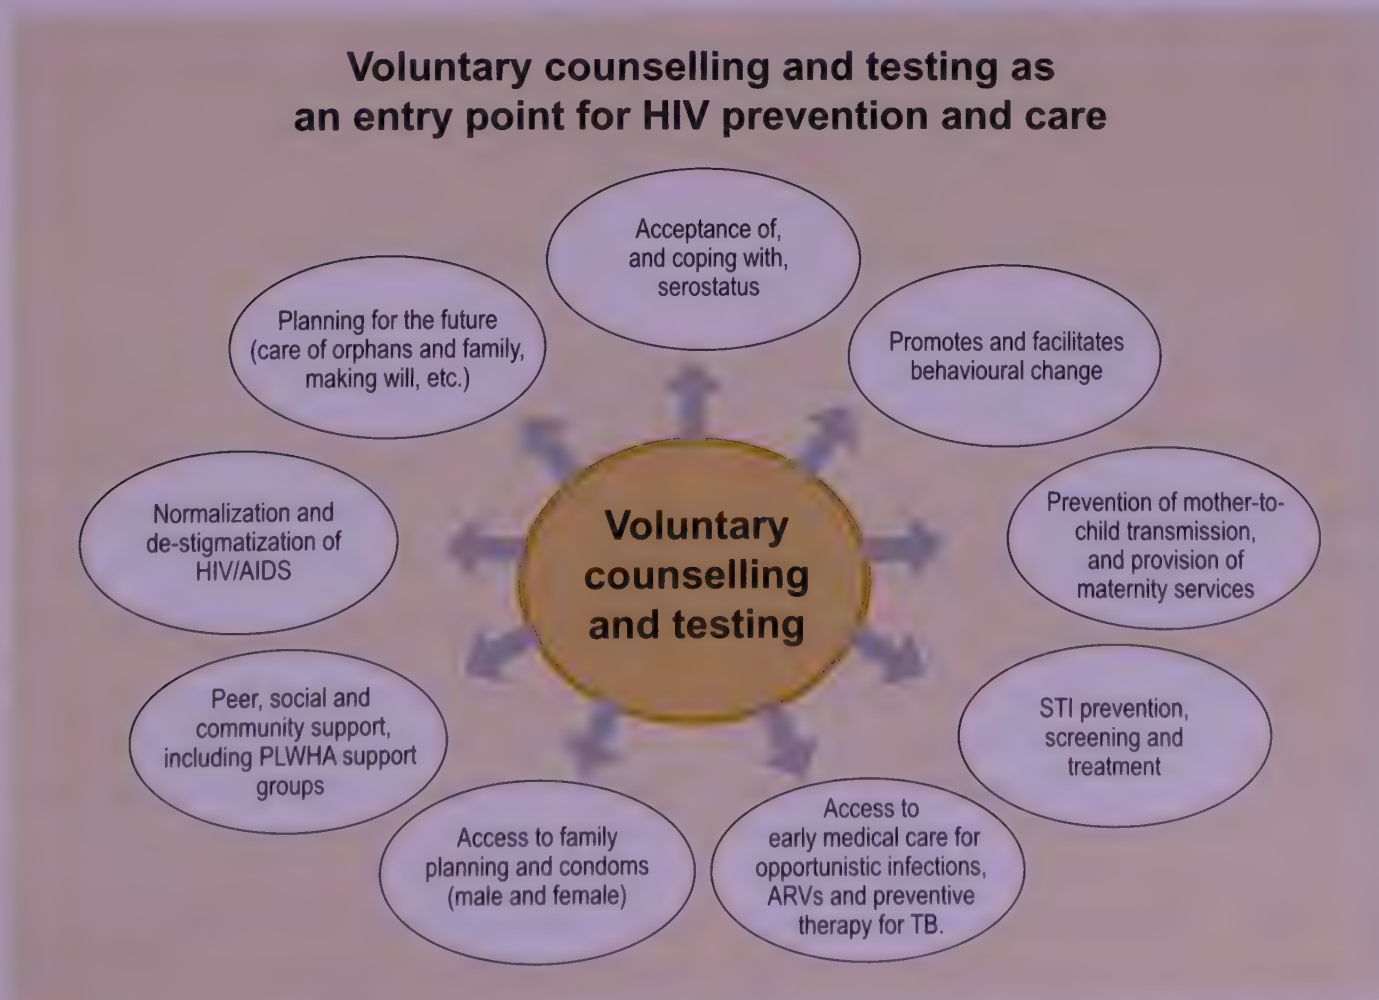 Voluntary counselling and testing as
an entry point for HIV prevention and care
Acceptance of,
and coping with,
serostatus
Promotes and facilitates
behavioural change
Prevention of mother-to-
child transmission,
and provision of
maternity services
STI prevention,
screening and
treatment
Access to
early medical care for
opportunistic infections,
ARVs and preventive
therapy for TB.
Access to family
planning and condoms
(male and female)
Peer, social and
community support,
including PLWHA support
groups
Normalization and
de-stigmatization of
HIV/AIDS
Planning for the future
(care of orphans and family,
making will, etc.)
Voluntary
counselling
and testing